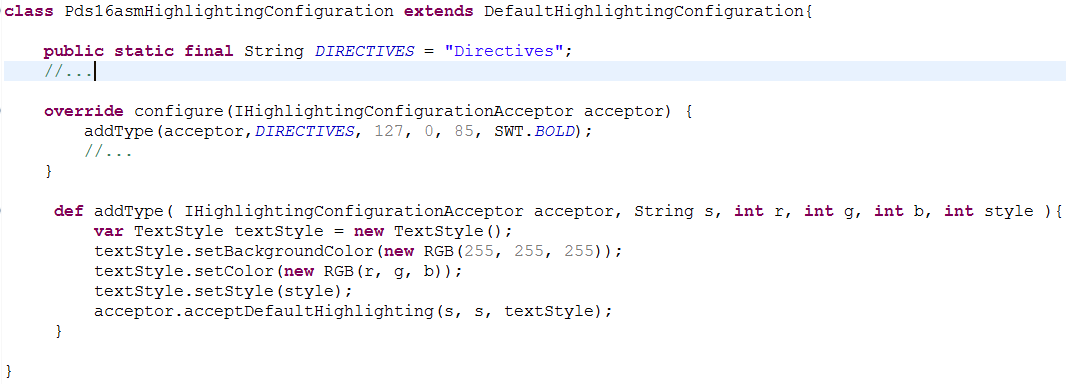 class Pds16asmHighlightingConfiguration extends DefaultHighlightingConfiguration{
public static final String DIRECTIVES = "Directives";
//...
override configure(IHighlightingConfigurationAcceptor acceptor) {
addType(acceptor,DIRECTIVES, 127, 0, 85, SWT.BOLD);
//...
}
def addType( IHighlightingConfigurationAcceptor acceptor, String s, int r, int g, int b, int style ){
var TextStyle textStyle = new TextStyle();
textStyle.setBackgroundColor(new RGB(255, 255, 255));
textStyle.setColor(new RGB(r, g, b));
textStyle.setStyle(style);
acceptor.acceptDefaultHighlighting(s, s, textStyle);
}
}